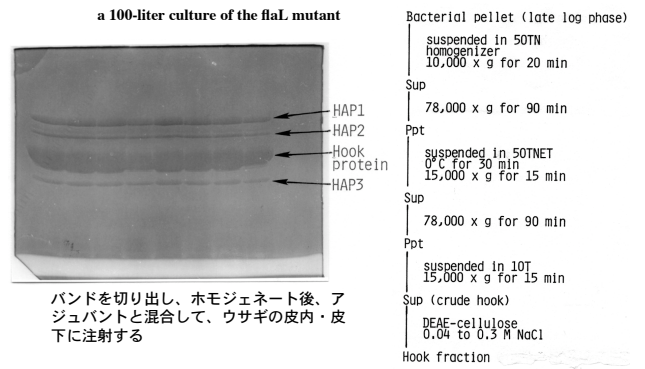 a 100-liter culture of the flaL mutant
HAP1
HAP2
Hook
protein
HAP3
バンドを切り出し、ホモジェネート後、ア
ジュバントと混合して、ウサギの皮内・皮
下に注射する
Bacterial pellet (late log phase)
suspended in 50TN
homogenizer
10,000 x g for 20 min
Sup
78,000 x g for 90 min
Ppt
suspended in 50TNET
0°C for 30 min
15,000 x g for 15 min
Sup
78,000 x g for 90 min
Ppt
suspended in 10T
15,000 x g for 15 min
Sup (crude hook)
DEAE-cellulose
0.04 to 0.3 M NaCl
Hook fraction